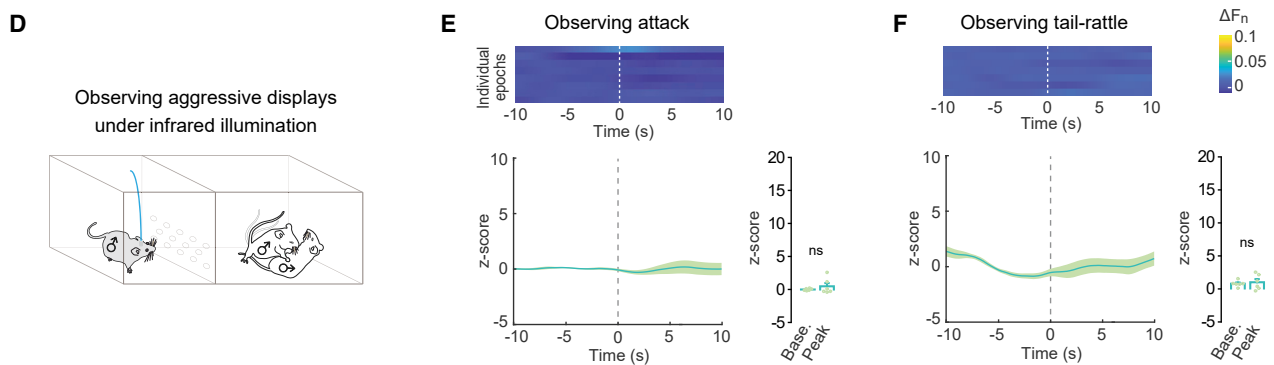 D
Observing aggressive displays
under infrared illumination
♂
♂
♂
E
Observing attack
Individual
epochs
-10 -5 0 5 10
Time (s)
10
5
0
-5
z-score
-10 -5 0 5 10
Time (s)
20
15
10
5
0
-5
z-score
ns
Base.
Peak
F
Observing tail-rattle
-10 -5 0 5 10
Time (s)
ΔFn
0.1
0.05
0
10
5
0
-5
z-score
-10 -5 0 5 10
Time (s)
20
15
10
5
0
-5
z-score
ns
Base.
Peak